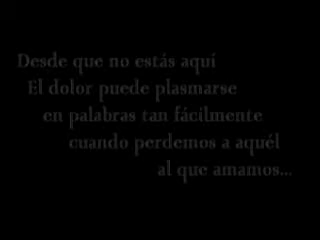 Desde que no estás aquí
El dolor puede plasmarse
en palabras tan fácilmente
cuando perdemos a aquél
al que amamos...